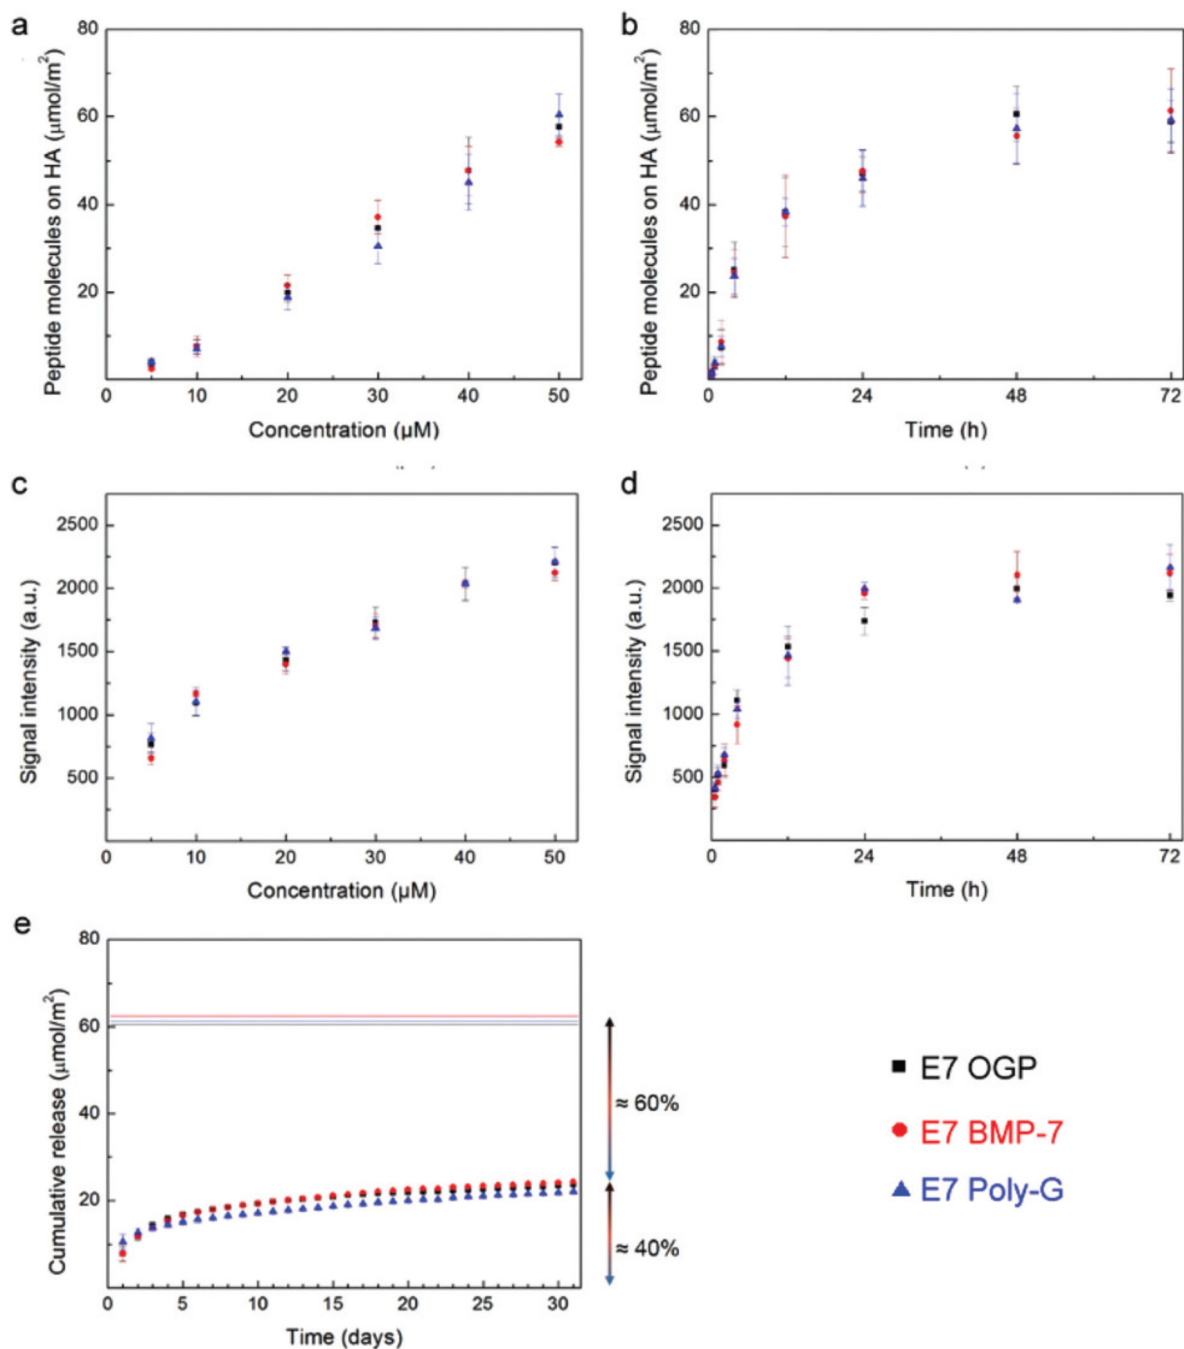 a
b
80
60
40
20
Peptide molecules on HA (µmol/m²)
0 10 20 30 40 50
Concentration (µM)
80
60
40
20
Peptide molecules on HA (µmol/m²)
0 24 48 72
Time (h)
c
d
2500
2000
1500
1000
500
Signal intensity (a.u.)
0 10 20 30 40 50
Concentration (µM)
2500
2000
1500
1000
500
Signal intensity (a.u.)
0 24 48 72
Time (h)
e
80
60
40
20
Cumulative release (µmol/m²)
0 5 10 15 20 25 30
Time (days)
≈ 60%
≈ 40%
E7 OGP
E7 BMP-7
E7 Poly-G